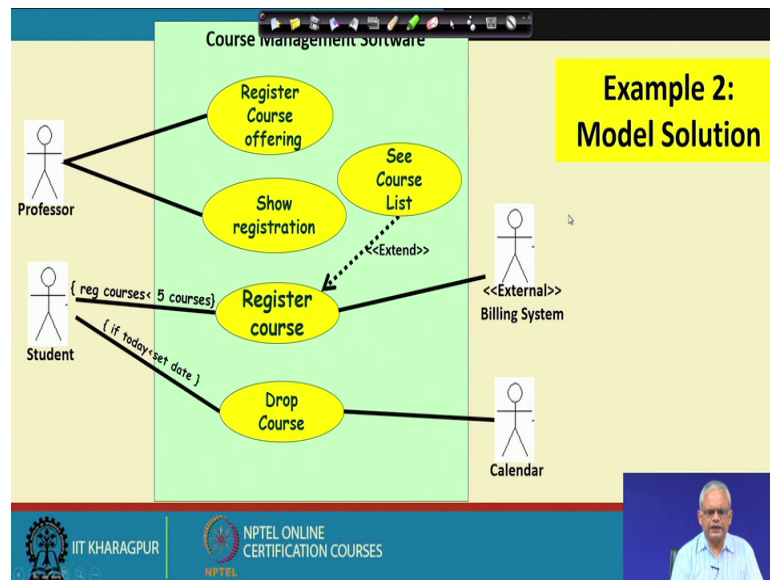 Course Management Software
Example 2:
Model Solution
Register
Course
offering
See
Course
List
Professor
Show
registration
<<Extend>>
{ reg courses< 5 courses}
Register
course
<<External>>
Billing System
Student
{ if today<set date }
Drop
Course
Calendar
IIT KHARAGPUR
NPTEL ONLINE
CERTIFICATION COURSES
NPTEL